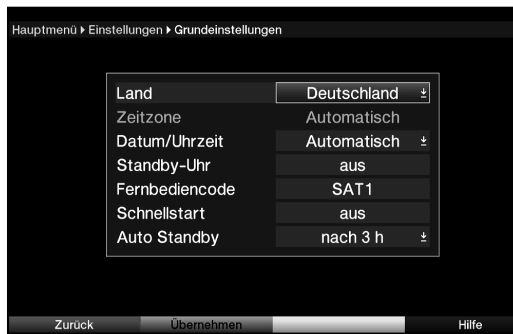 Hauptmenü ▸ Einstellungen ▸ Grundeinstellungen
Land Deutschland
Zeitzone Automatisch
Datum/Uhrzeit Automatisch
Standby-Uhr aus
Fernbediencode SAT1
Schnellstart aus
Auto Standby nach 3 h
Zurück Übernehmen Hilfe